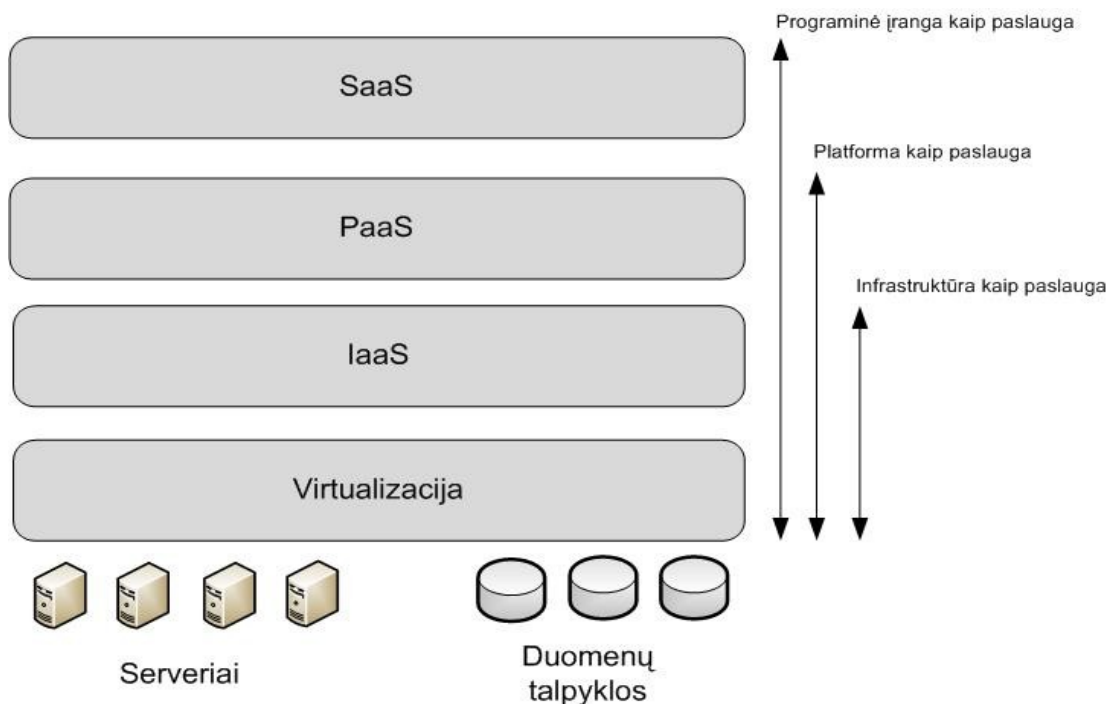 Programinė įranga kaip paslauga
SaaS
Platforma kaip paslauga
PaaS
Infrastruktūra kaip paslauga
IaaS
Virtualizacija
Serveriai
Duomenų
talpyklos